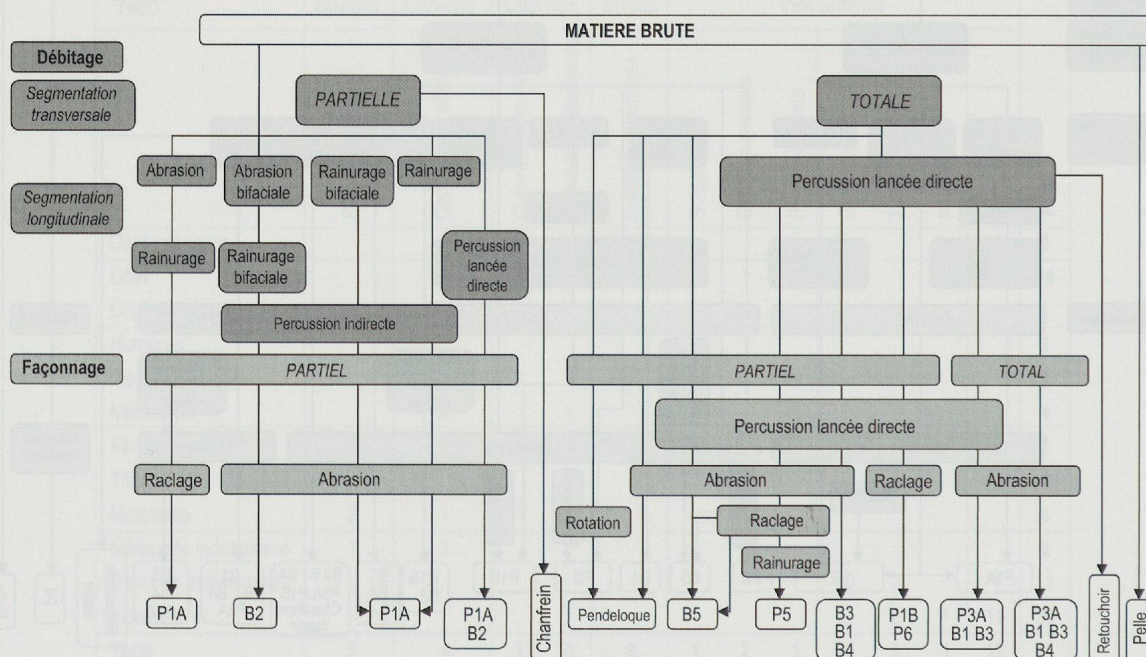 MATIERE BRUTE
Débitage
Segmentation
transversale
PARTIELLE
TOTALE
Abrasion
Abrasion
bifaciale
Rainurage
bifaciale
Rainurage
Percussion lancée directe
Segmentation
longitudinale
Rainurage
Rainurage
bifaciale
Percussion
lancée
directe
Percussion indirecte
Façonnage
PARTIEL
PARTIEL
TOTAL
Percussion lancée directe
Raclage
Abrasion
Abrasion
Raclage
Abrasion
Rotation
Raclage
Rainurage
P1A
B2
P1A
P1A
B2
Chanfrein
Pendeloque
B5
P5
B3
B1
B4
P1B
P6
P3A
B1 B3
P3A
B1 B3
B4
Retouchoir
Pelle